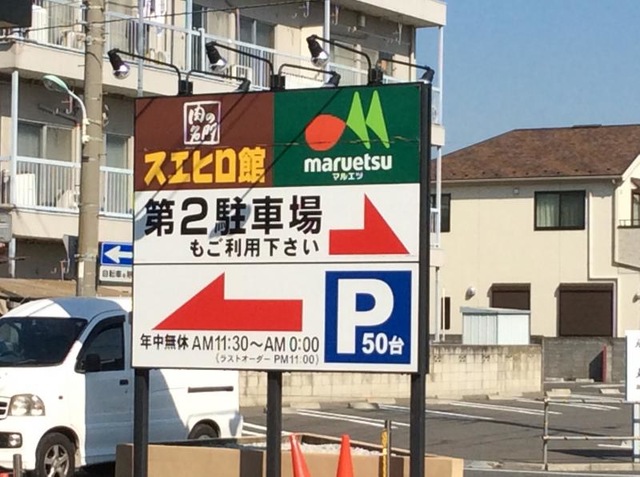 肉の名門
スエヒロ館
maruetsu
マルエツ
第2駐車場
もご利用下さい
P
50台
年中無休 AM11:30～AM 0:00
(ラストオーダー PM11:00)